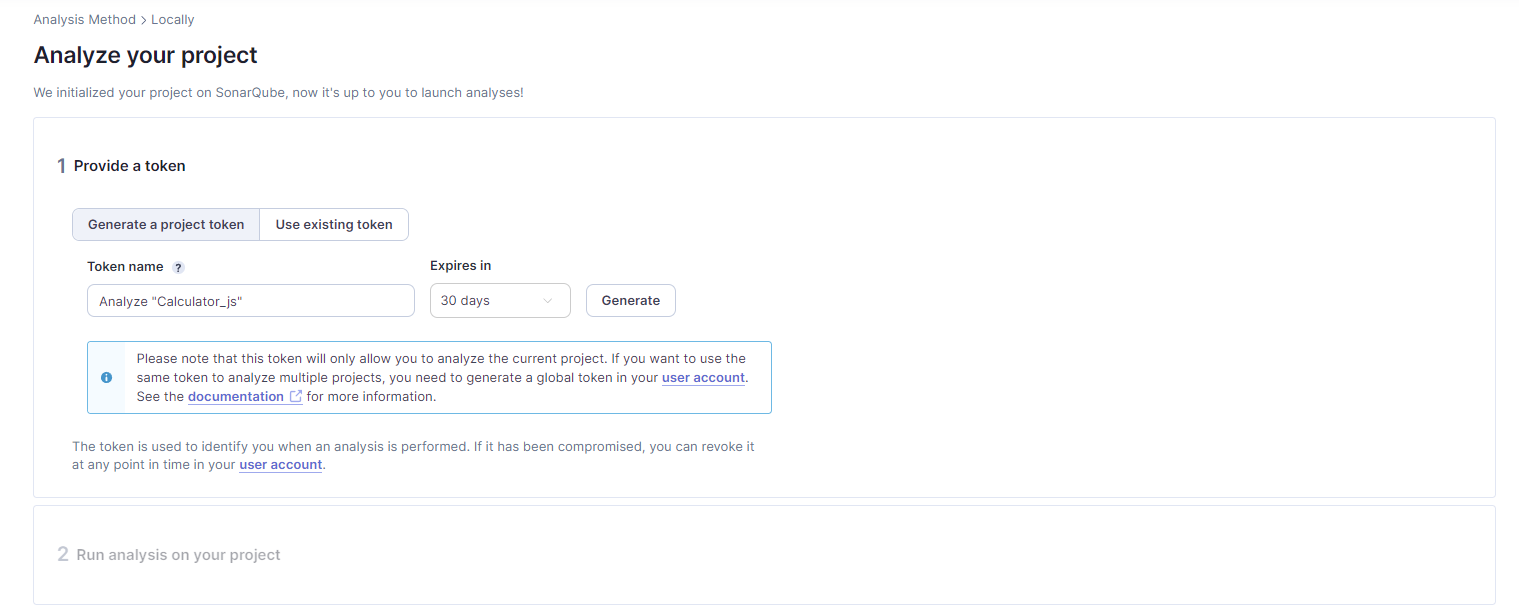 Analysis Method > Locally
Analyze your project
We initialized your project on SonarQube, now it's up to you to launch analyses!
1 Provide a token
Generate a project token Use existing token
Token name ? Expires in
Analyze "Calculator_js" 30 days Generate
Please note that this token will only allow you to analyze the current project. If you want to use the
same token to analyze multiple projects, you need to generate a global token in your user account.
See the documentation for more information.
The token is used to identify you when an analysis is performed. If it has been compromised, you can revoke it
at any point in time in your user account.
2 Run analysis on your project